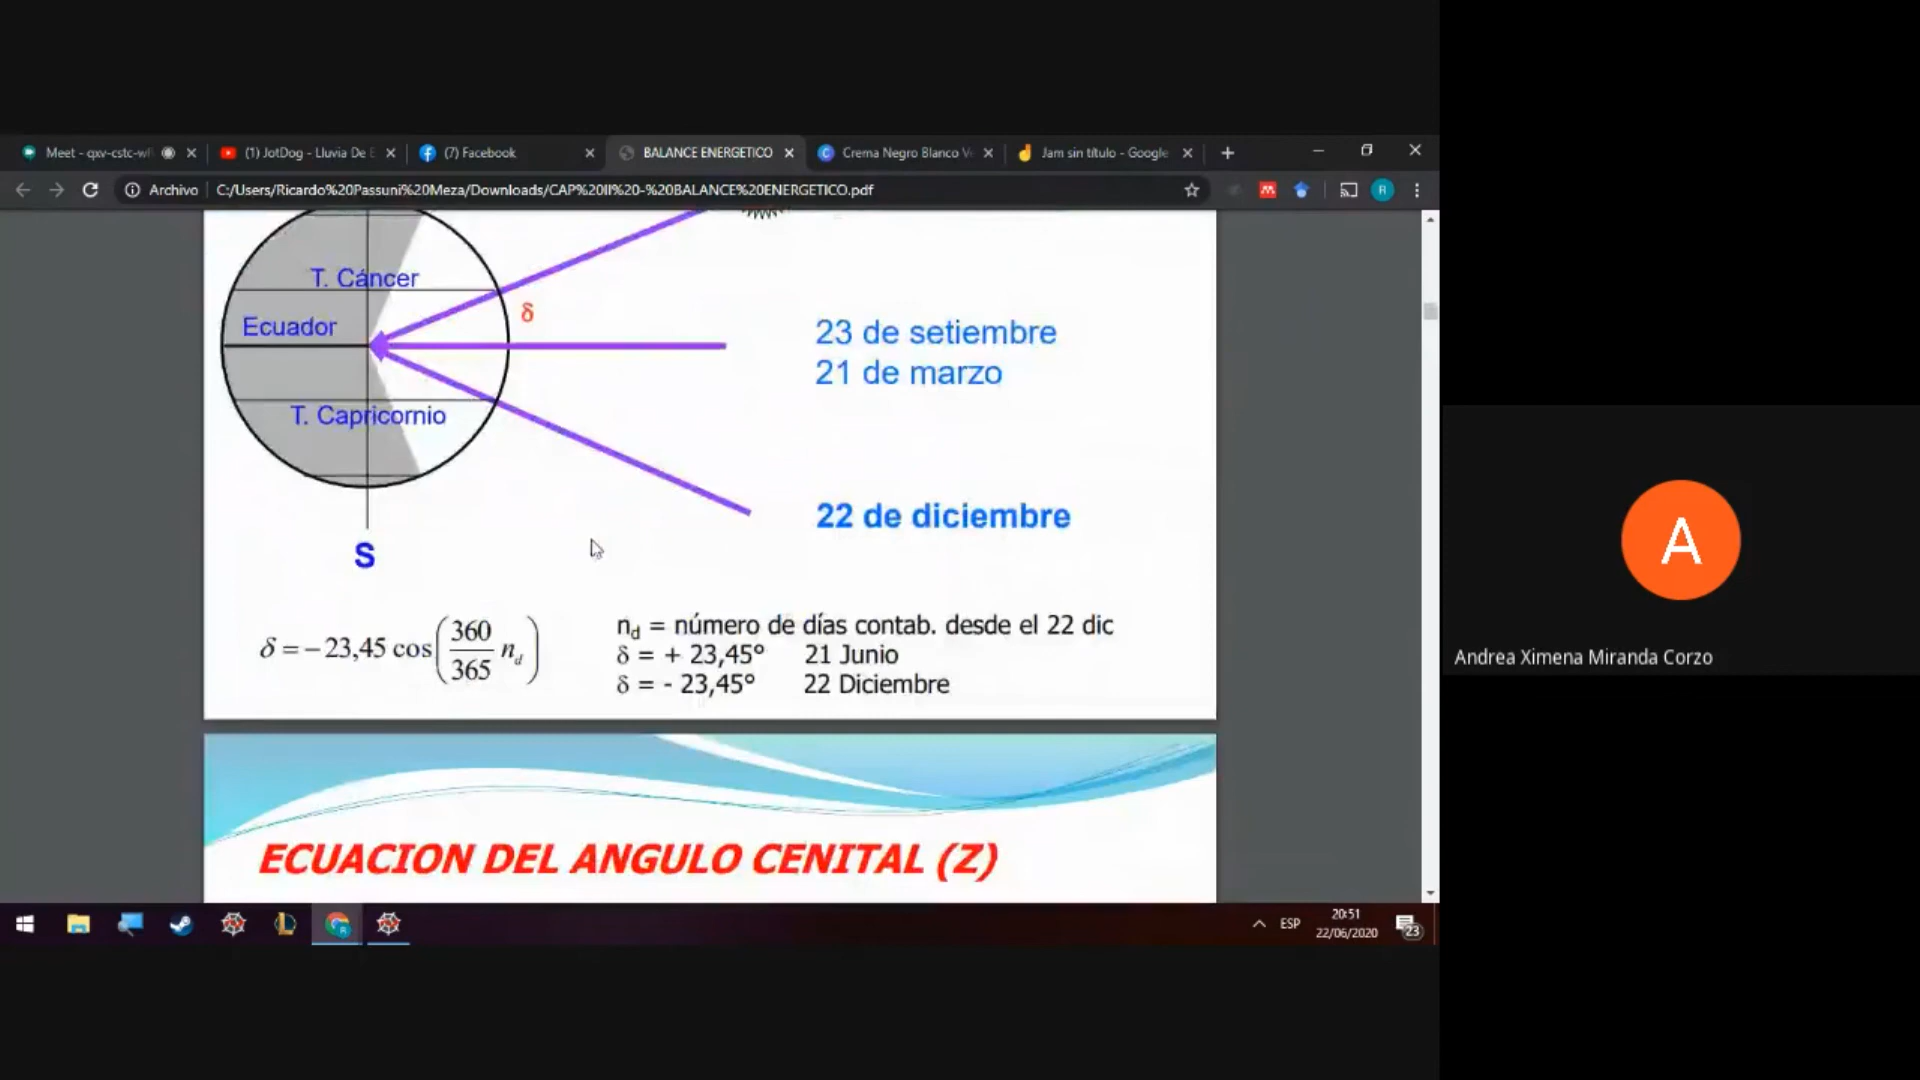 Meet - qxv-cstc-wf
(1) JotDog - Lluvia De E
(7) Facebook
BALANCE ENERGETICO
Crema Negro Blanco V
Jam sin título - Google
Archivo
C:/Users/Ricardo%20Passuni%20Meza/Downloads/CAP%20II%20-%20BALANCE%20ENERGETICO.pdf
R
T. Cáncer
δ
Ecuador
23 de setiembre
21 de marzo
T. Capricornio
22 de diciembre
S
δ = – 23,45 cos(360/365 n_d)
n_d = número de días contab. desde el 22 dic
δ = + 23,45° 21 Junio
δ = - 23,45° 22 Diciembre
ECUACION DEL ANGULO CENITAL (Z)
ESP
20:51
22/06/2020
23
A
Andrea Ximena Miranda Corzo